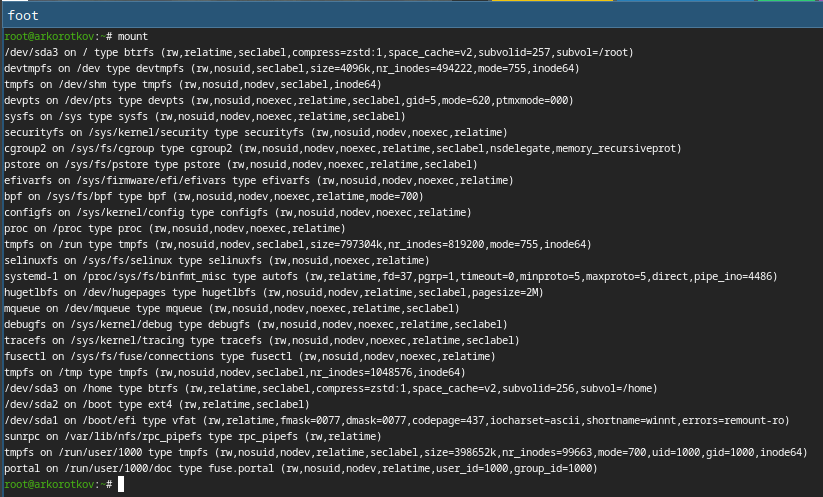 foot
root@arkorotkov:~# mount
/dev/sda3 on / type btrfs (rw,relatime,seclabel,compress=zstd:1,space_cache=v2,subvolid=257,subvol=/root)
devtmpfs on /dev type devtmpfs (rw,nosuid,seclabel,size=4096k,nr_inodes=494222,mode=755,inode64)
tmpfs on /dev/shm type tmpfs (rw,nosuid,nodev,seclabel,inode64)
devpts on /dev/pts type devpts (rw,nosuid,noexec,relatime,seclabel,gid=5,mode=620,ptmxmode=000)
sysfs on /sys type sysfs (rw,nosuid,nodev,noexec,relatime,seclabel)
securityfs on /sys/kernel/security type securityfs (rw,nosuid,nodev,noexec,relatime)
cgroup2 on /sys/fs/cgroup type cgroup2 (rw,nosuid,nodev,noexec,relatime,seclabel,nsdelegate,memory_recursiveprot)
pstore on /sys/fs/pstore type pstore (rw,nosuid,nodev,noexec,relatime,seclabel)
efivarfs on /sys/firmware/efi/efivars type efivarfs (rw,nosuid,nodev,noexec,relatime)
bpf on /sys/fs/bpf type bpf (rw,nosuid,nodev,noexec,relatime,mode=700)
configfs on /sys/kernel/config type configfs (rw,nosuid,nodev,noexec,relatime)
proc on /proc type proc (rw,nosuid,nodev,noexec,relatime)
tmpfs on /run type tmpfs (rw,nosuid,nodev,seclabel,size=797304k,nr_inodes=819200,mode=755,inode64)
selinuxfs on /sys/fs/selinux type selinuxfs (rw,nosuid,noexec,relatime)
systemd-1 on /proc/sys/fs/binfmt_misc type autofs (rw,relatime,fd=37,pgrp=1,timeout=0,minproto=5,maxproto=5,direct,pipe_ino=4486)
hugetlbfs on /dev/hugepages type hugetlbfs (rw,nosuid,nodev,relatime,seclabel,pagesize=2M)
mqueue on /dev/mqueue type mqueue (rw,nosuid,nodev,noexec,relatime,seclabel)
debugfs on /sys/kernel/debug type debugfs (rw,nosuid,nodev,noexec,relatime,seclabel)
tracefs on /sys/kernel/tracing type tracefs (rw,nosuid,nodev,noexec,relatime,seclabel)
fusectl on /sys/fs/fuse/connections type fusectl (rw,nosuid,nodev,noexec,relatime)
tmpfs on /tmp type tmpfs (rw,nosuid,nodev,seclabel,nr_inodes=1048576,inode64)
/dev/sda3 on /home type btrfs (rw,relatime,seclabel,compress=zstd:1,space_cache=v2,subvolid=256,subvol=/home)
/dev/sda2 on /boot type ext4 (rw,relatime,seclabel)
/dev/sda1 on /boot/efi type vfat (rw,relatime,fmask=0077,dmask=0077,codepage=437,iocharset=ascii,shortname=winnt,errors=remount-ro)
sunrpc on /var/lib/nfs/rpc_pipefs type rpc_pipefs (rw,relatime)
tmpfs on /run/user/1000 type tmpfs (rw,nosuid,nodev,relatime,seclabel,size=398652k,nr_inodes=99663,mode=700,uid=1000,gid=1000,inode64)
portal on /run/user/1000/doc type fuse.portal (rw,nosuid,nodev,relatime,user_id=1000,group_id=1000)
root@arkorotkov:~#